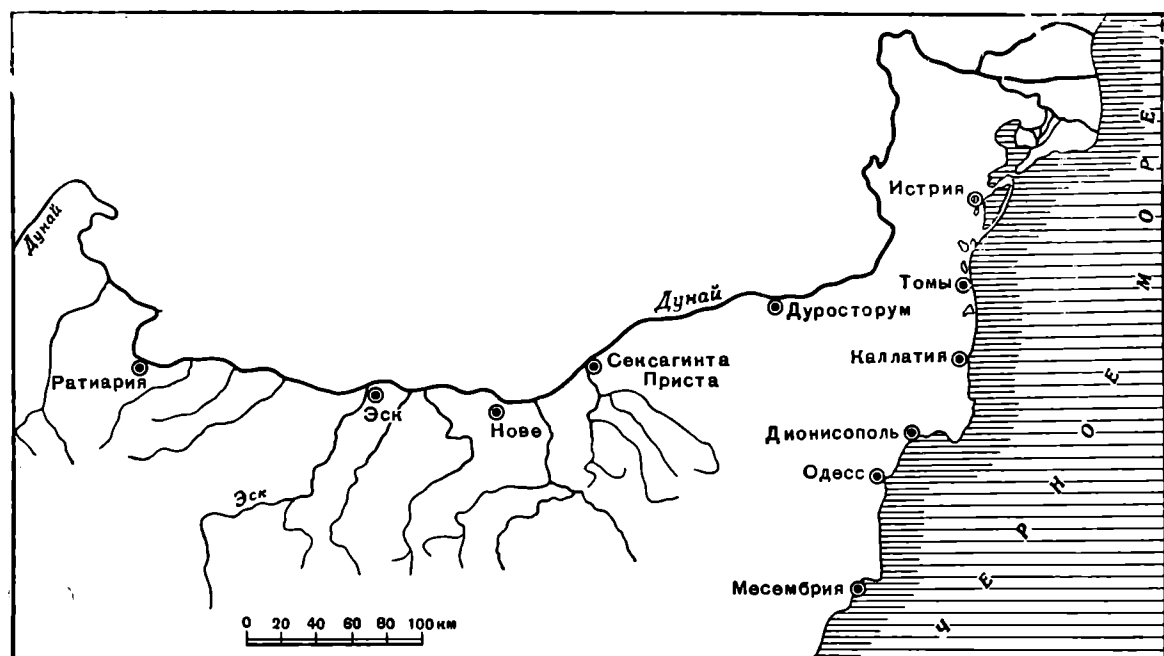 Дунай
Истрия
Томы
Дунай
Дуросторум
Каллатия
Сексагинта
Приста
Ратиария
Эск
Нове
Дионисополь
Одесс
Эск
Месембрия
0 20 40 60 80 100 км
ЧЕРНОЕ МОРЕ